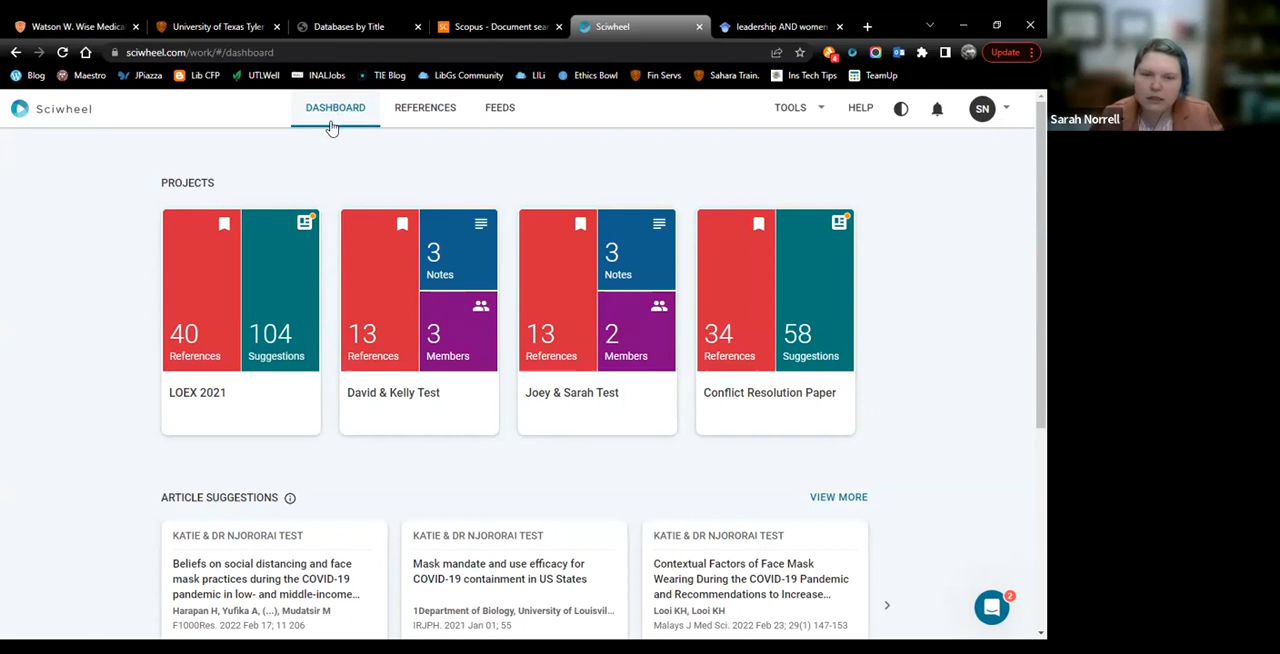 Watson W. Wise Medica
University of Texas Tyler
Databases by Title
Scopus - Document sea
Sciwheel
leadership AND women
sciwheel.com/work/#/dashboard
Update
Blog
Maestro
JPiazza
Lib CFP
UTLWell
INALJobs
TIE Blog
LibGs Community
LILi
Ethics Bowl
Fin Servs
Sahara Train.
Ins Tech Tips
TeamUp
Sciwheel
DASHBOARD
REFERENCES
FEEDS
TOOLS
HELP
SN
Sarah Norrell
PROJECTS
40
References
104
Suggestions
LOEX 2021
13
References
3
Notes
3
Members
David & Kelly Test
13
References
3
Notes
2
Members
Joey & Sarah Test
34
References
58
Suggestions
Conflict Resolution Paper
ARTICLE SUGGESTIONS
VIEW MORE
KATIE & DR NJORORAI TEST
Beliefs on social distancing and face
mask practices during the COVID-19
pandemic in low- and middle-income...
Harapan H, Yufika A, (...), Mudatsir M
F1000Res. 2022 Feb 17; 11 206
KATIE & DR NJORORAI TEST
Mask mandate and use efficacy for
COVID-19 containment in US States
1Department of Biology, University of Louisvil...
IRJPH. 2021 Jan 01; 55
KATIE & DR NJORORAI TEST
Contextual Factors of Face Mask
Wearing During the COVID-19 Pandemic
and Recommendations to Increase...
Looi KH, Looi KH
Malays J Med Sci. 2022 Feb 23; 29(1) 147-153
2